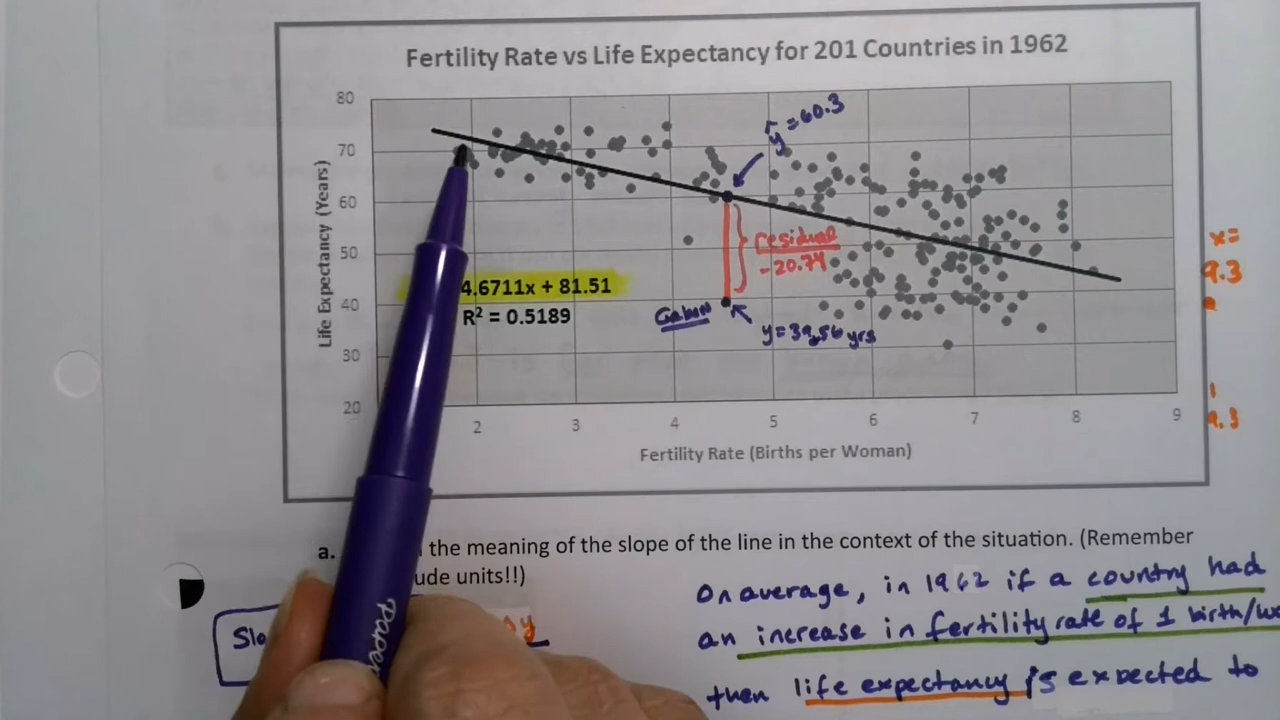 Fertility Rate vs Life Expectancy for 201 Countries in 1962
80
70
60
50
40
30
20
Life Expectancy (Years)
ŷ = 60.3
residual
-20.74
4.6711x + 81.51
R² = 0.5189
Gabon
y = 39.56 yrs
x=
9.3
2 3 4 5 6 7 8 9
Fertility Rate (Births per Woman)
a. the meaning of the slope of the line in the context of the situation. (Remember
ude units!!)
Slo
On average, in 1962 if a country had
an increase in fertility rate of 1 birth/wo
then life expectancy is expected to